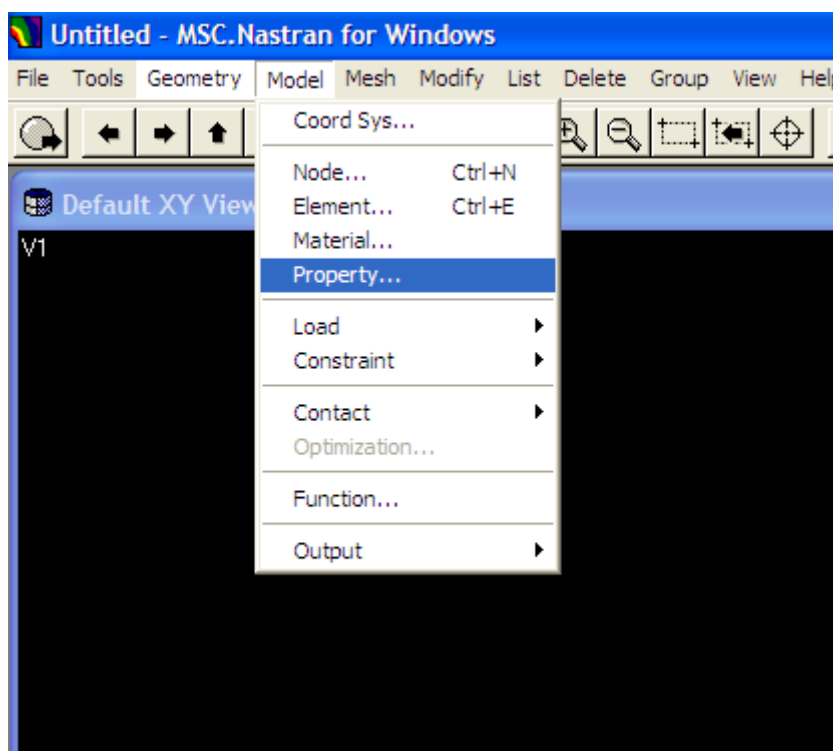 Untitled - MSC.Nastran for Windows
File Tools Geometry Model Mesh Modify List Delete Group View Hel
Coord Sys...
Node... Ctrl+N
Default XY View
Element... Ctrl+E
V1
Material...
Property...
Load
Constraint
Contact
Optimization...
Function...
Output